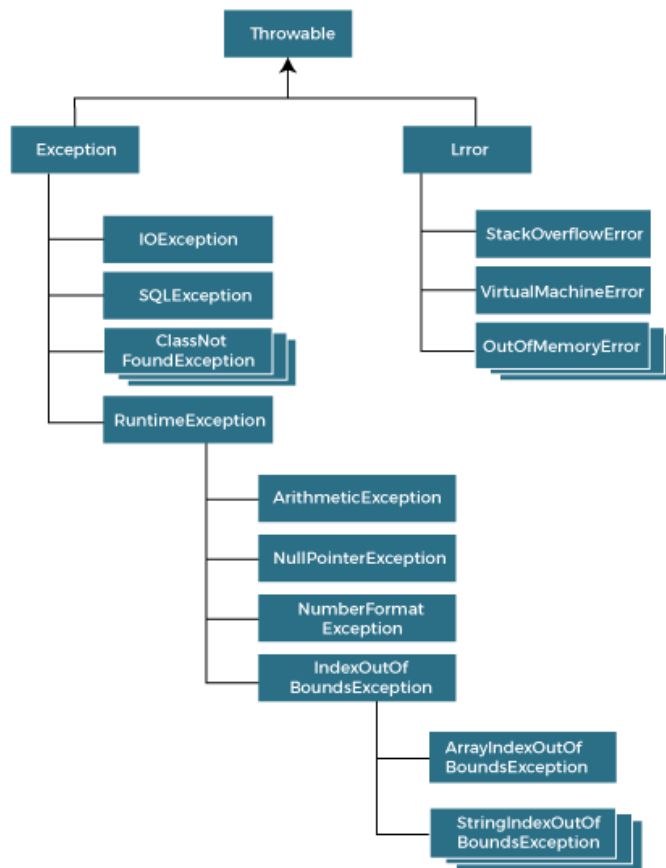 Throwable
Exception
Lrror
IOException
SQLException
ClassNot
FoundException
RuntimeException
StackOverflowError
VirtualMachineError
OutOfMemoryError
ArithmeticException
NullPointerException
NumberFormat
Exception
IndexOutOf
BoundsException
ArrayIndexOutOf
BoundsException
StringIndexOutOf
BoundsException